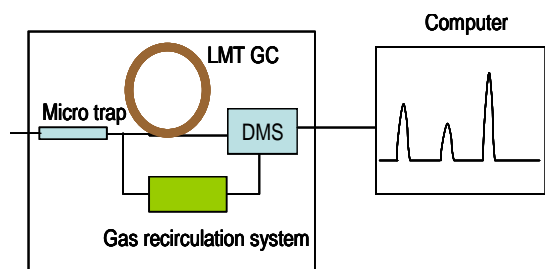 Computer
LMT GC
Micro trap
DMS
Gas recirculation system